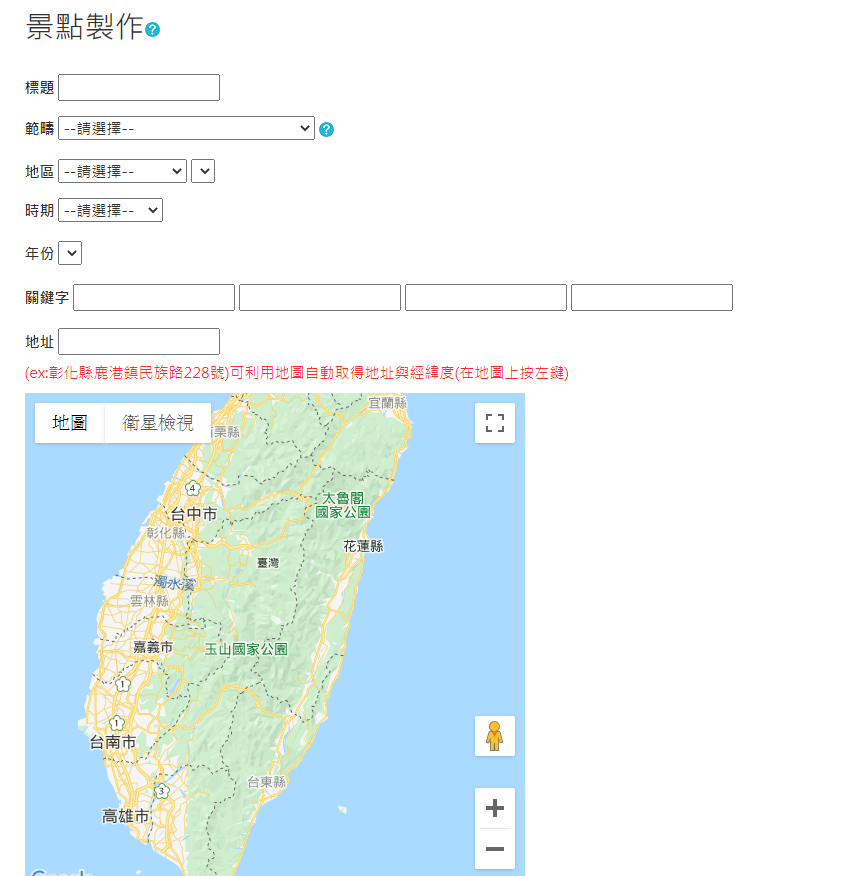 景點製作?
標題
範疇 --請選擇-- ?
地區 --請選擇--
時期 --請選擇--
年份
關鍵字
地址
(ex:彰化縣鹿港鎮民族路228號)可利用地圖自動取得地址與經緯度(在地圖上按左鍵)
地圖 衛星檢視
宜蘭縣
栗縣
4
太魯閣
國家公園
台中市
彰化縣
花蓮縣
臺灣
濁水溪
雲林縣
嘉義市
玉山國家公園
1
1
台南市
台東縣
3
高雄市